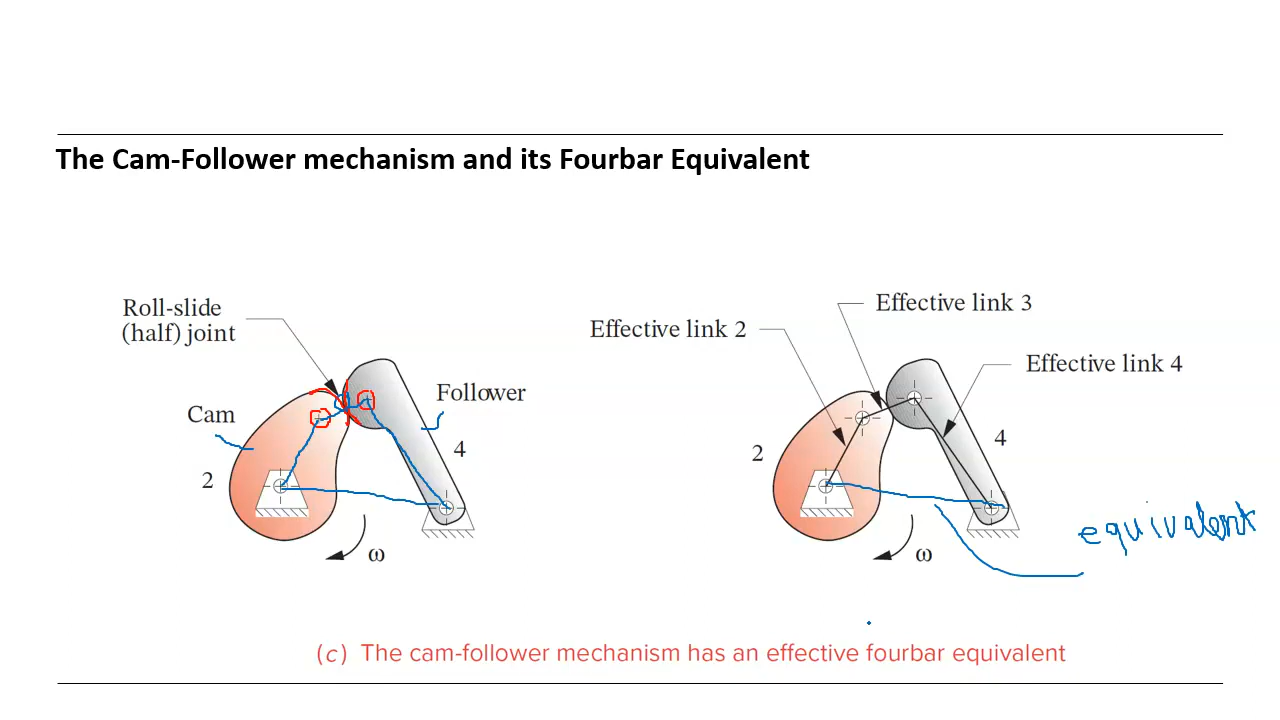 The Cam-Follower mechanism and its Fourbar Equivalent
Roll-slide
(half) joint
Cam
2
Follower
4
ω
Effective link 2
Effective link 3
Effective link 4
2
4
ω
equivalent
(c) The cam-follower mechanism has an effective fourbar equivalent